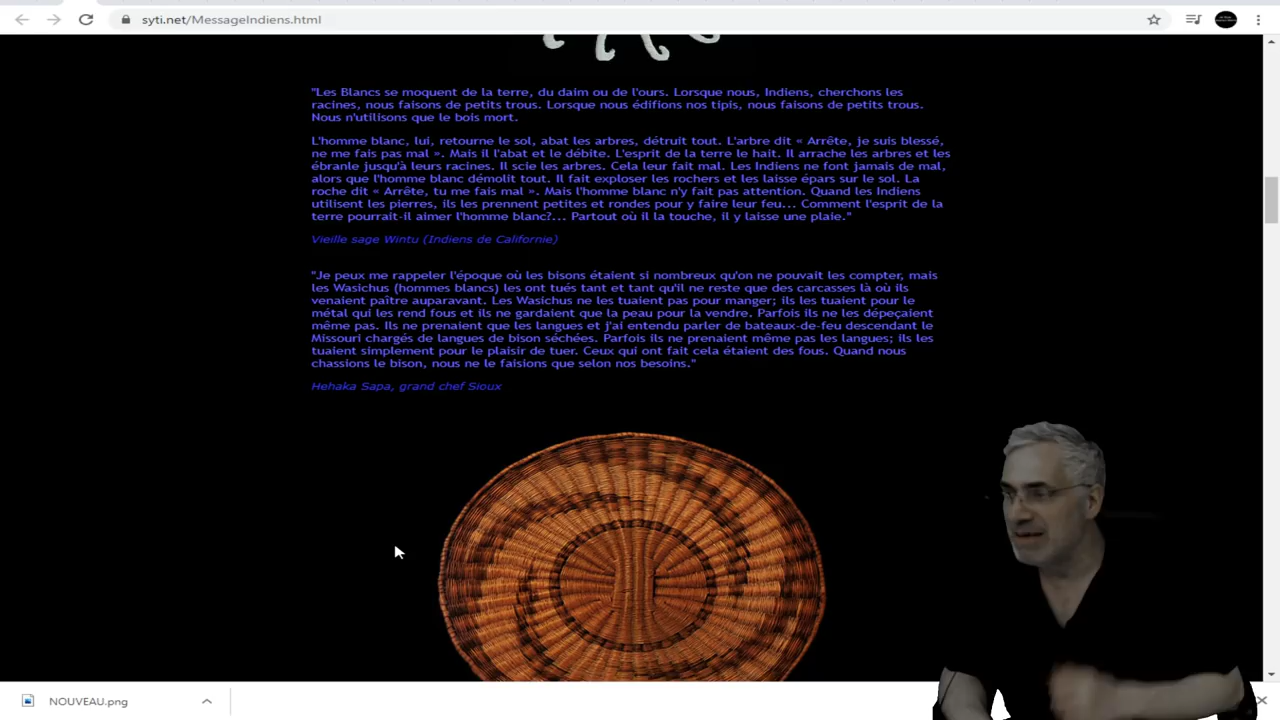 syti.net/MessageIndiens.html
"Les Blancs se moquent de la terre, du daim ou de l'ours. Lorsque nous, Indiens, cherchons les
racines, nous faisons de petits trous. Lorsque nous édifions nos tipis, nous faisons de petits trous.
Nous n'utilisons que le bois mort.
L'homme blanc, lui, retourne le sol, abat les arbres, détruit tout. L'arbre dit « Arrête, je suis blessé,
ne me fais pas mal ». Mais il l'abat et le débite. L'esprit de la terre le hait. Il arrache les arbres et les
ébranle jusqu'à leurs racines. Il scie les arbres. Cela leur fait mal. Les Indiens ne font jamais de mal,
alors que l'homme blanc démolit tout. Il fait exploser les rochers et les laisse épars sur le sol. La
roche dit « Arrête, tu me fais mal ». Mais l'homme blanc n'y fait pas attention. Quand les Indiens
utilisent les pierres, ils les prennent petites et rondes pour y faire leur feu... Comment l'esprit de la
terre pourrait-il aimer l'homme blanc?... Partout où il la touche, il y laisse une plaie."
Vieille sage Wintu (Indiens de Californie)
"Je peux me rappeler l'époque où les bisons étaient si nombreux qu'on ne pouvait les compter, mais
les Wasichus (hommes blancs) les ont tués tant et tant qu'il ne reste que des carcasses là où ils
venaient paître auparavant. Les Wasichus ne les tuaient pas pour manger; ils les tuaient pour le
métal qui les rend fous et ils ne gardaient que la peau pour la vendre. Parfois ils ne les dépeçaient
même pas. Ils ne prenaient que les langues et j'ai entendu parler de bateaux-de-feu descendant le
Missouri chargés de langues de bison séchées. Parfois ils ne prenaient même pas les langues; ils les
tuaient simplement pour le plaisir de tuer. Ceux qui ont fait cela étaient des fous. Quand nous
chassions le bison, nous ne le faisions que selon nos besoins."
Hehaka Sapa, grand chef Sioux
NOUVEAU.png